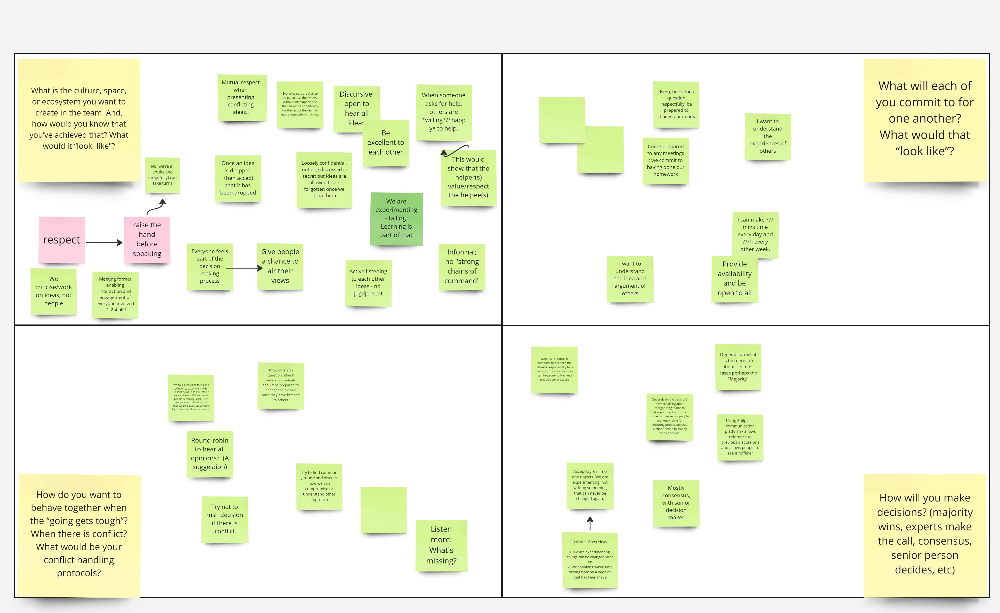 What is the culture, space,
or ecosystem you want to
create in the team. And,
how would you know that
you've achieved that? What
would it “look  like”?
Mutual respect
when
presenting
conflicting
ideas..
Everyone gets the chance
to put across their views
without interruption and
then have the opportunity
for the rest of the team to
query respectfully that view
Discursive,
open to
hear all
ideas
Be
excellent to
each other
When someone
asks for help,
others are
*willing*/*happ
y* to help.
This would
show that the
helper(s)
value/respect
the helpee(s)
No, we're all
adults and
(hopefully) can
take turns
Once an idea
is dropped
then accept
that it has
been dropped
Loosely confidential,
nothing discussed is
secret but ideas are
allowed to be
forgotten once we
drop them
We are
experimenting
- failing.
Learning is
part of that
respect
raise the
hand
before
speaking
Everyone feels
part of the
decision
making
process
Give people
a chance to
air their
views
Active listening
to each other
ideas - no
jugdjement
Informal;
no "strong
chains of
command"
We
criticise/work
on ideas, not
people
Meeting format
enabling
interaction and
engagement of
everyone involved
- 1-2-4-all ?
What will each of
you commit to for
one another?
What would that
“look like”?
Listen, be curious,
question
respectfully, be
prepared to
change our minds
I want to
understand
the
experiences of
others
Come prepared
to any meetings
; we commit to
having done our
homework
I can make ???
mins time
every day and
???h every
other week.
I want to
understand
the idea and
argument of
others
Provide
availability
and be
open to all
How do you want to
behave together when
the “going gets tough”?
When there is conflict?
What would be your
conflict handling
protocols?
We are all searching for a good
solution to experiment with.
Conflict helps us to drill into an
area and learn. All look out for
people becoming upset. Then
everyone can call a time out.
Then we step back. Ask what we
try to solve, and look for win-win.
Allow others to
question others'
beliefs. Individuals
should be prepared to
change their views
once they have listened
to others
Round robin
to hear all
opinions?  (A
suggestion)
Try to find common
ground and discuss
how we can
compromise or
understand other
approach
Try not to
rush decision
if there is
conflict
Listen
more!
What's
missing?
How will you make
decisions? (majority
wins, experts make
the call, consensus,
senior person
decides, etc)
Depnds on context;
someone has to take the
ultimate responsibility for a
decision; msjority decisions
can be prone to bias and
undue peer pressure
Depends on what
is the decision
about - in most
cases perhaps the
"Majority"
Depends on the decision?
If we're talking about
reorganizing teams to
deliver current or future
projects then senior people
are responsible for
ensuring project success.
Hence need to be happy
with approach.
Using Zulip as a
communication
platform - allows
reference to
previous discussions
and allows people to
see it "offline"
Accept/agree if no
one objects. We are
experimenting, not
writing something
that can never be
changed again.
Mostly
consensus,
with senior
decision
maker
Balance of two ideas:
1. we are experimenting;
things can be changed later
on
2. We shouldn't waste time
circling back on a decision
that has been made